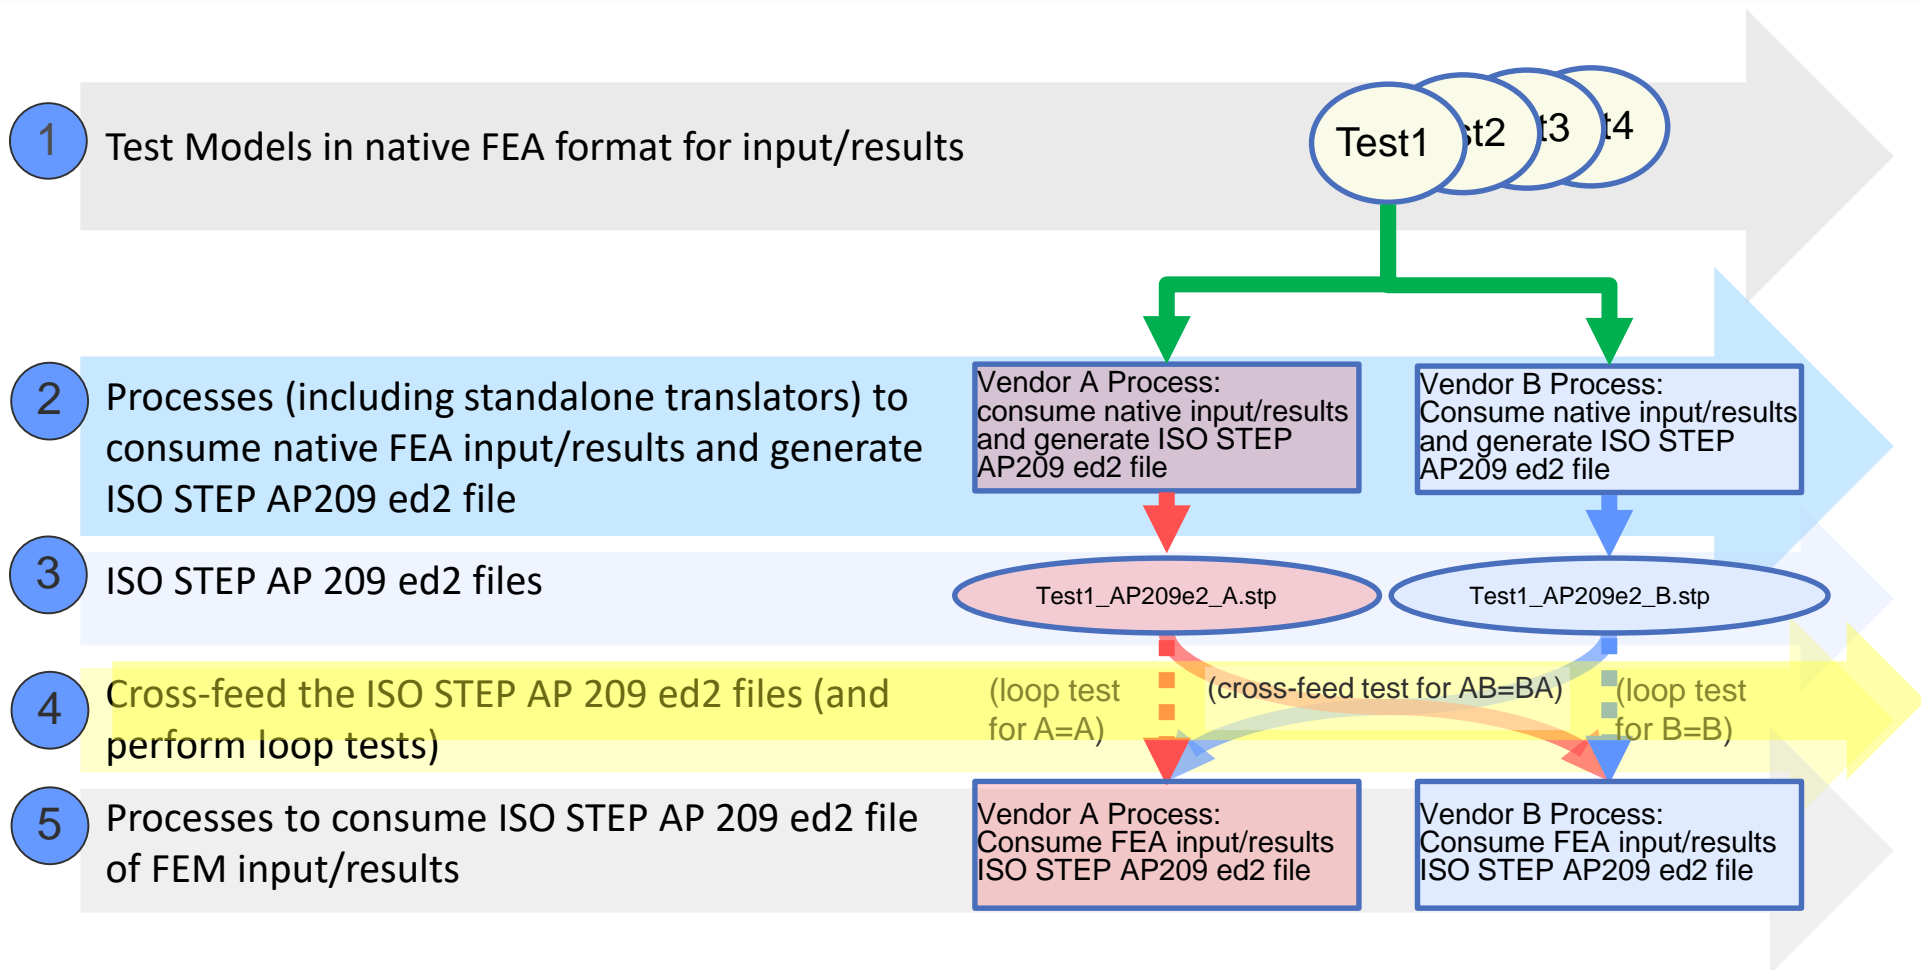 1
Test Models in native FEA format for input/results
Test1
st2
t3
t4
2
Processes (including standalone translators) to
consume native FEA input/results and generate
ISO STEP AP209 ed2 file
Vendor A Process:
consume native input/results
and generate ISO STEP
AP209 ed2 file
Vendor B Process:
Consume native input/results
and generate ISO STEP
AP209 ed2 file
3
ISO STEP AP 209 ed2 files
Test1_AP209e2_A.stp
Test1_AP209e2_B.stp
4
Cross-feed the ISO STEP AP 209 ed2 files (and
perform loop tests)
(loop test
for A=A)
(cross-feed test for AB=BA)
(loop test
for B=B)
5
Processes to consume ISO STEP AP 209 ed2 file
of FEM input/results
Vendor A Process:
Consume FEA input/results
ISO STEP AP209 ed2 file
Vendor B Process:
Consume FEA input/results
ISO STEP AP209 ed2 file